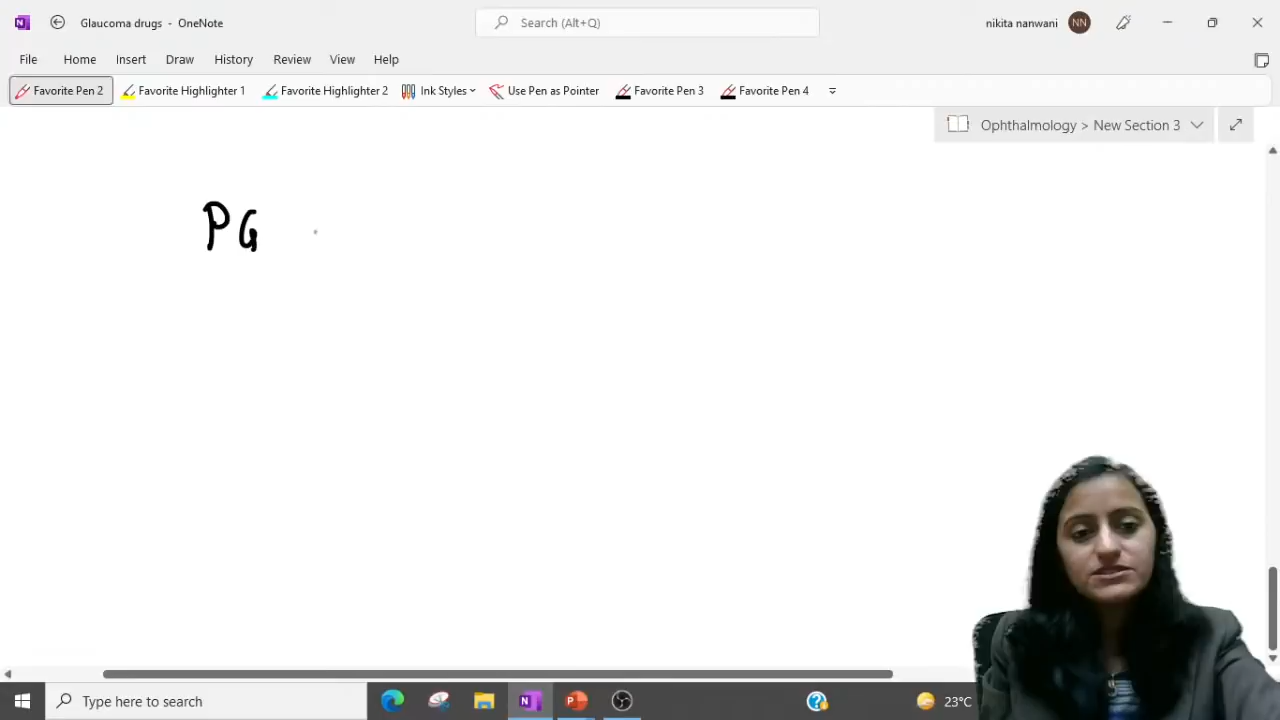 Glaucoma drugs - OneNote
Search (Alt+Q)
nikita nanwani NN
File Home Insert Draw History Review View Help
Favorite Pen 2 Favorite Highlighter 1 Favorite Highlighter 2 Ink Styles Use Pen as Pointer Favorite Pen 3 Favorite Pen 4
Ophthalmology > New Section 3
PG
Type here to search
23°C